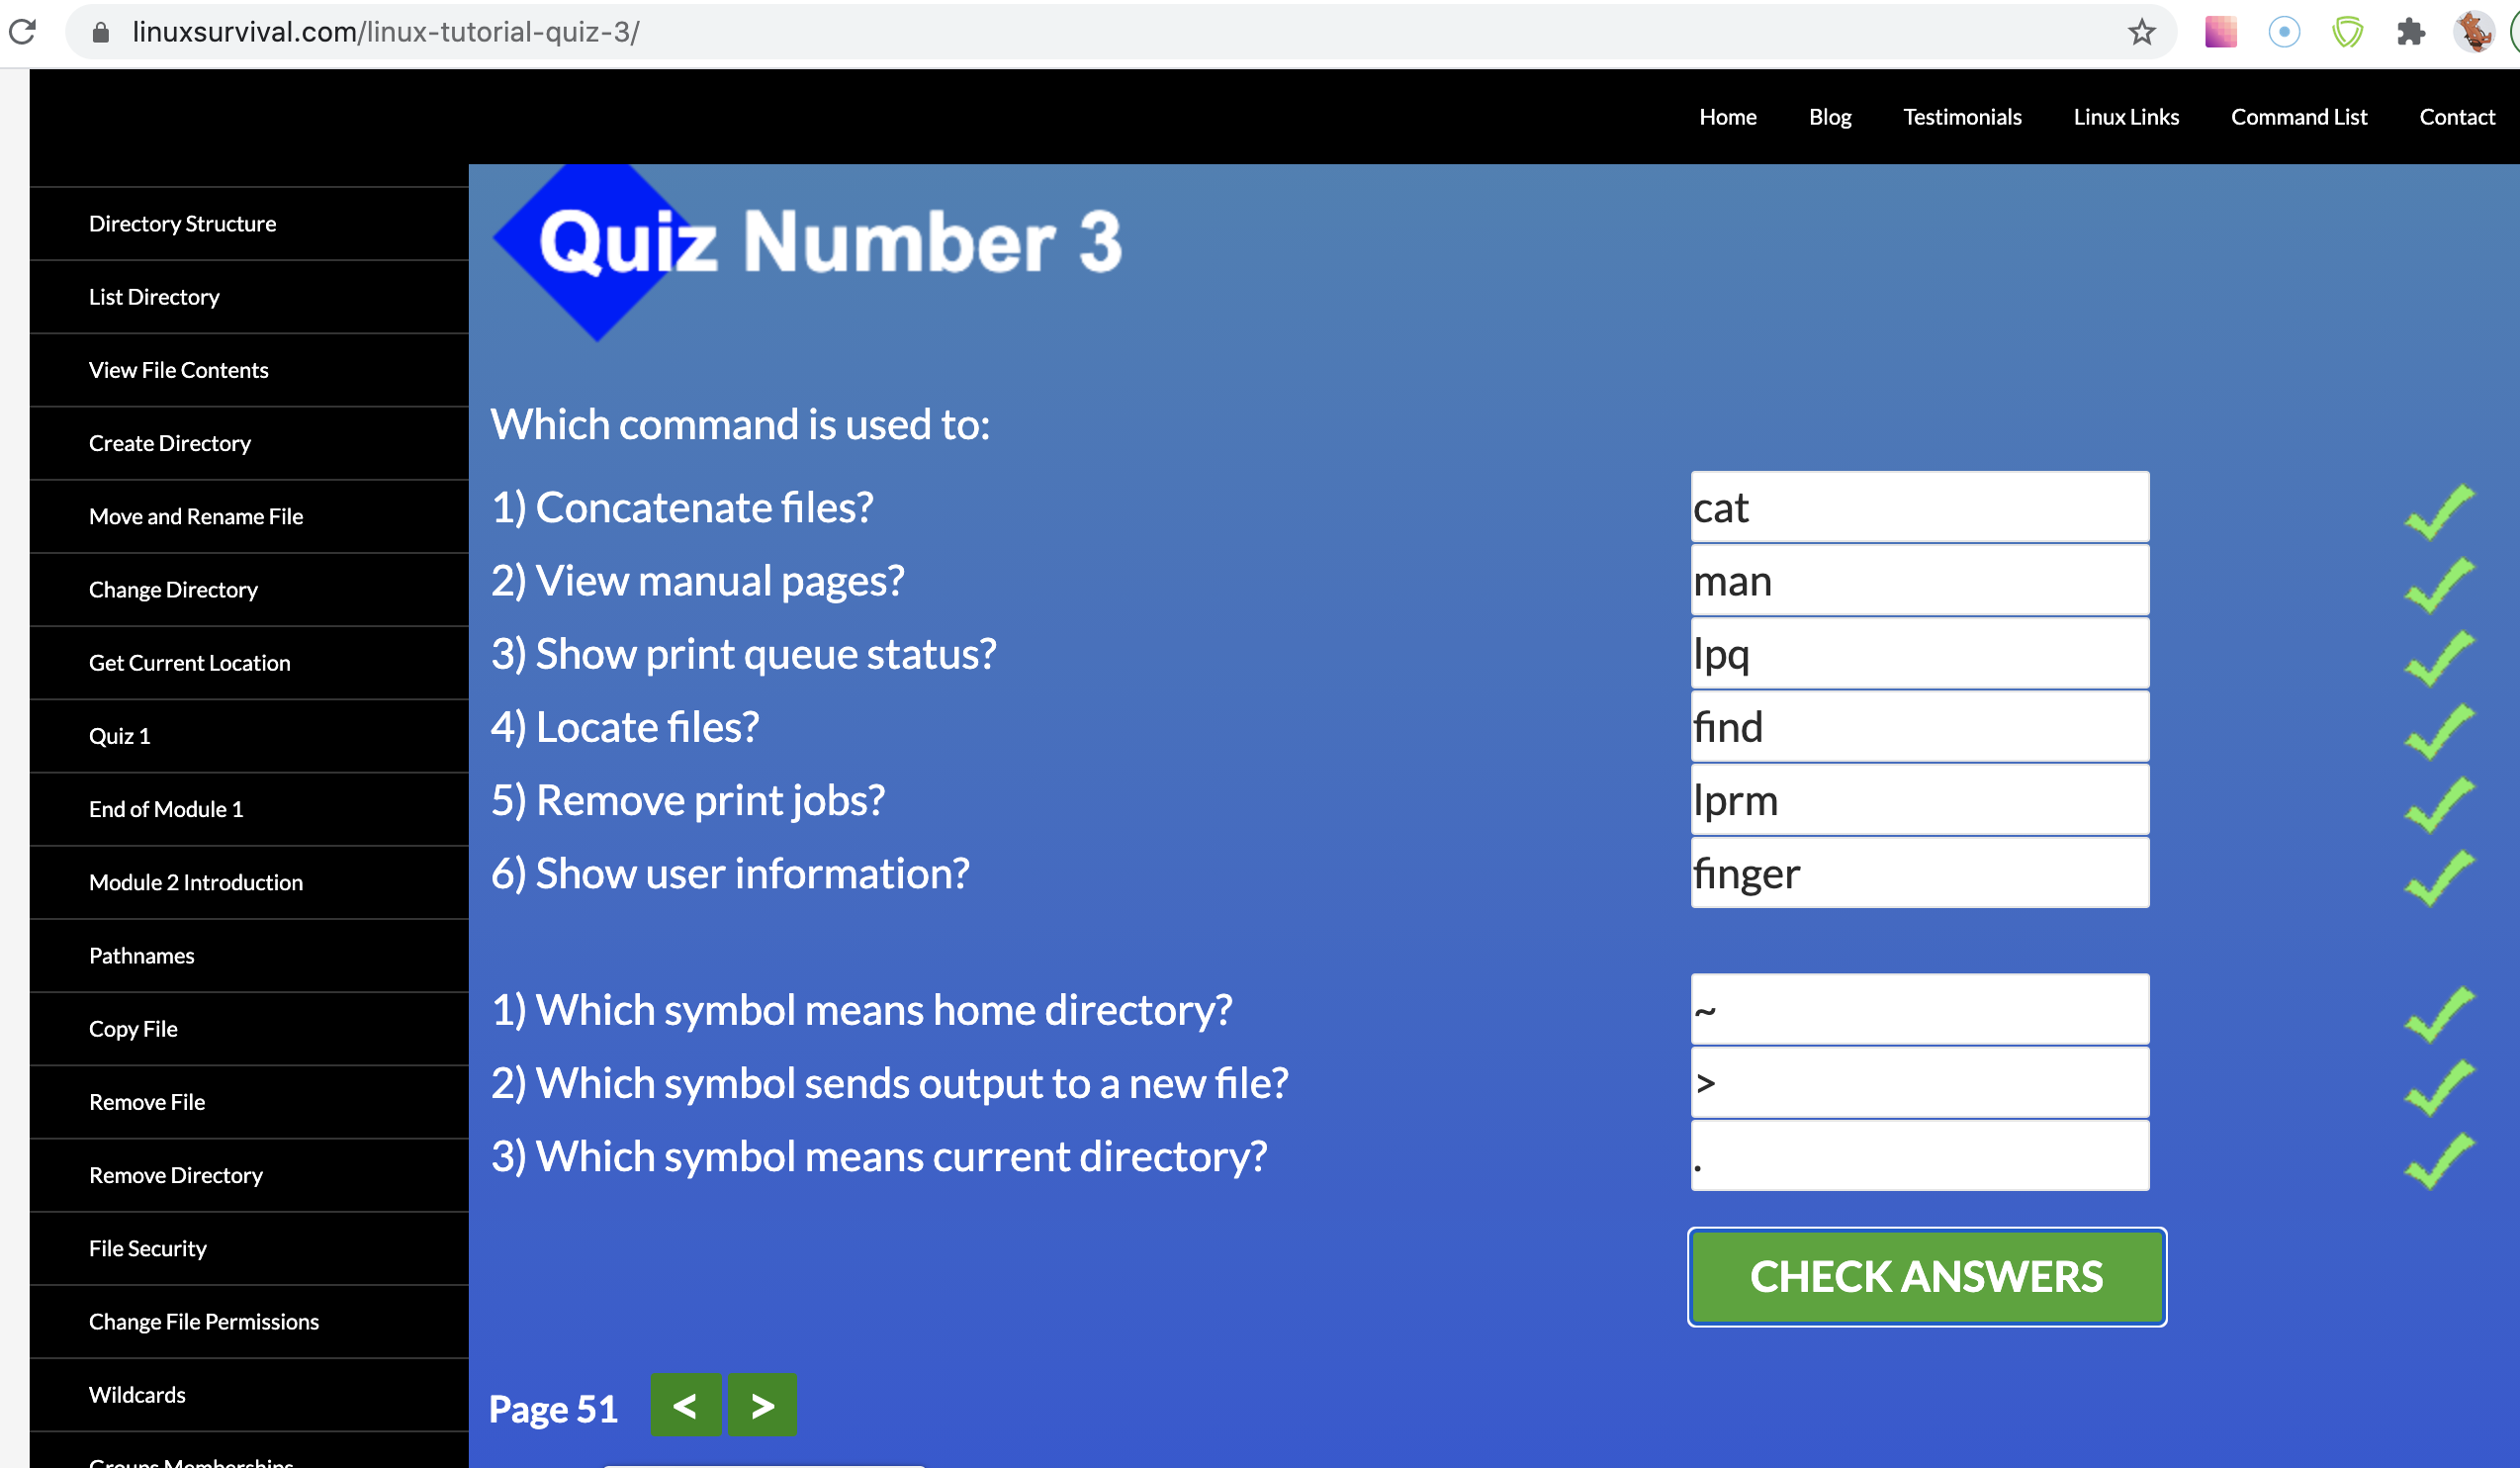 linuxsurvival.com/linux-tutorial-quiz-3/
Home Blog Testimonials Linux Links Command List Contact
Directory Structure
List Directory
View File Contents
Create Directory
Move and Rename File
Change Directory
Get Current Location
Quiz 1
End of Module 1
Module 2 Introduction
Pathnames
Copy File
Remove File
Remove Directory
File Security
Change File Permissions
Wildcards
Groups Memberships
Quiz Number 3
Which command is used to:
1) Concatenate files? cat
2) View manual pages? man
3) Show print queue status? lpq
4) Locate files? find
5) Remove print jobs? lprm
6) Show user information? finger
1) Which symbol means home directory? ~
2) Which symbol sends output to a new file? >
3) Which symbol means current directory? .
CHECK ANSWERS
Page 51 < >